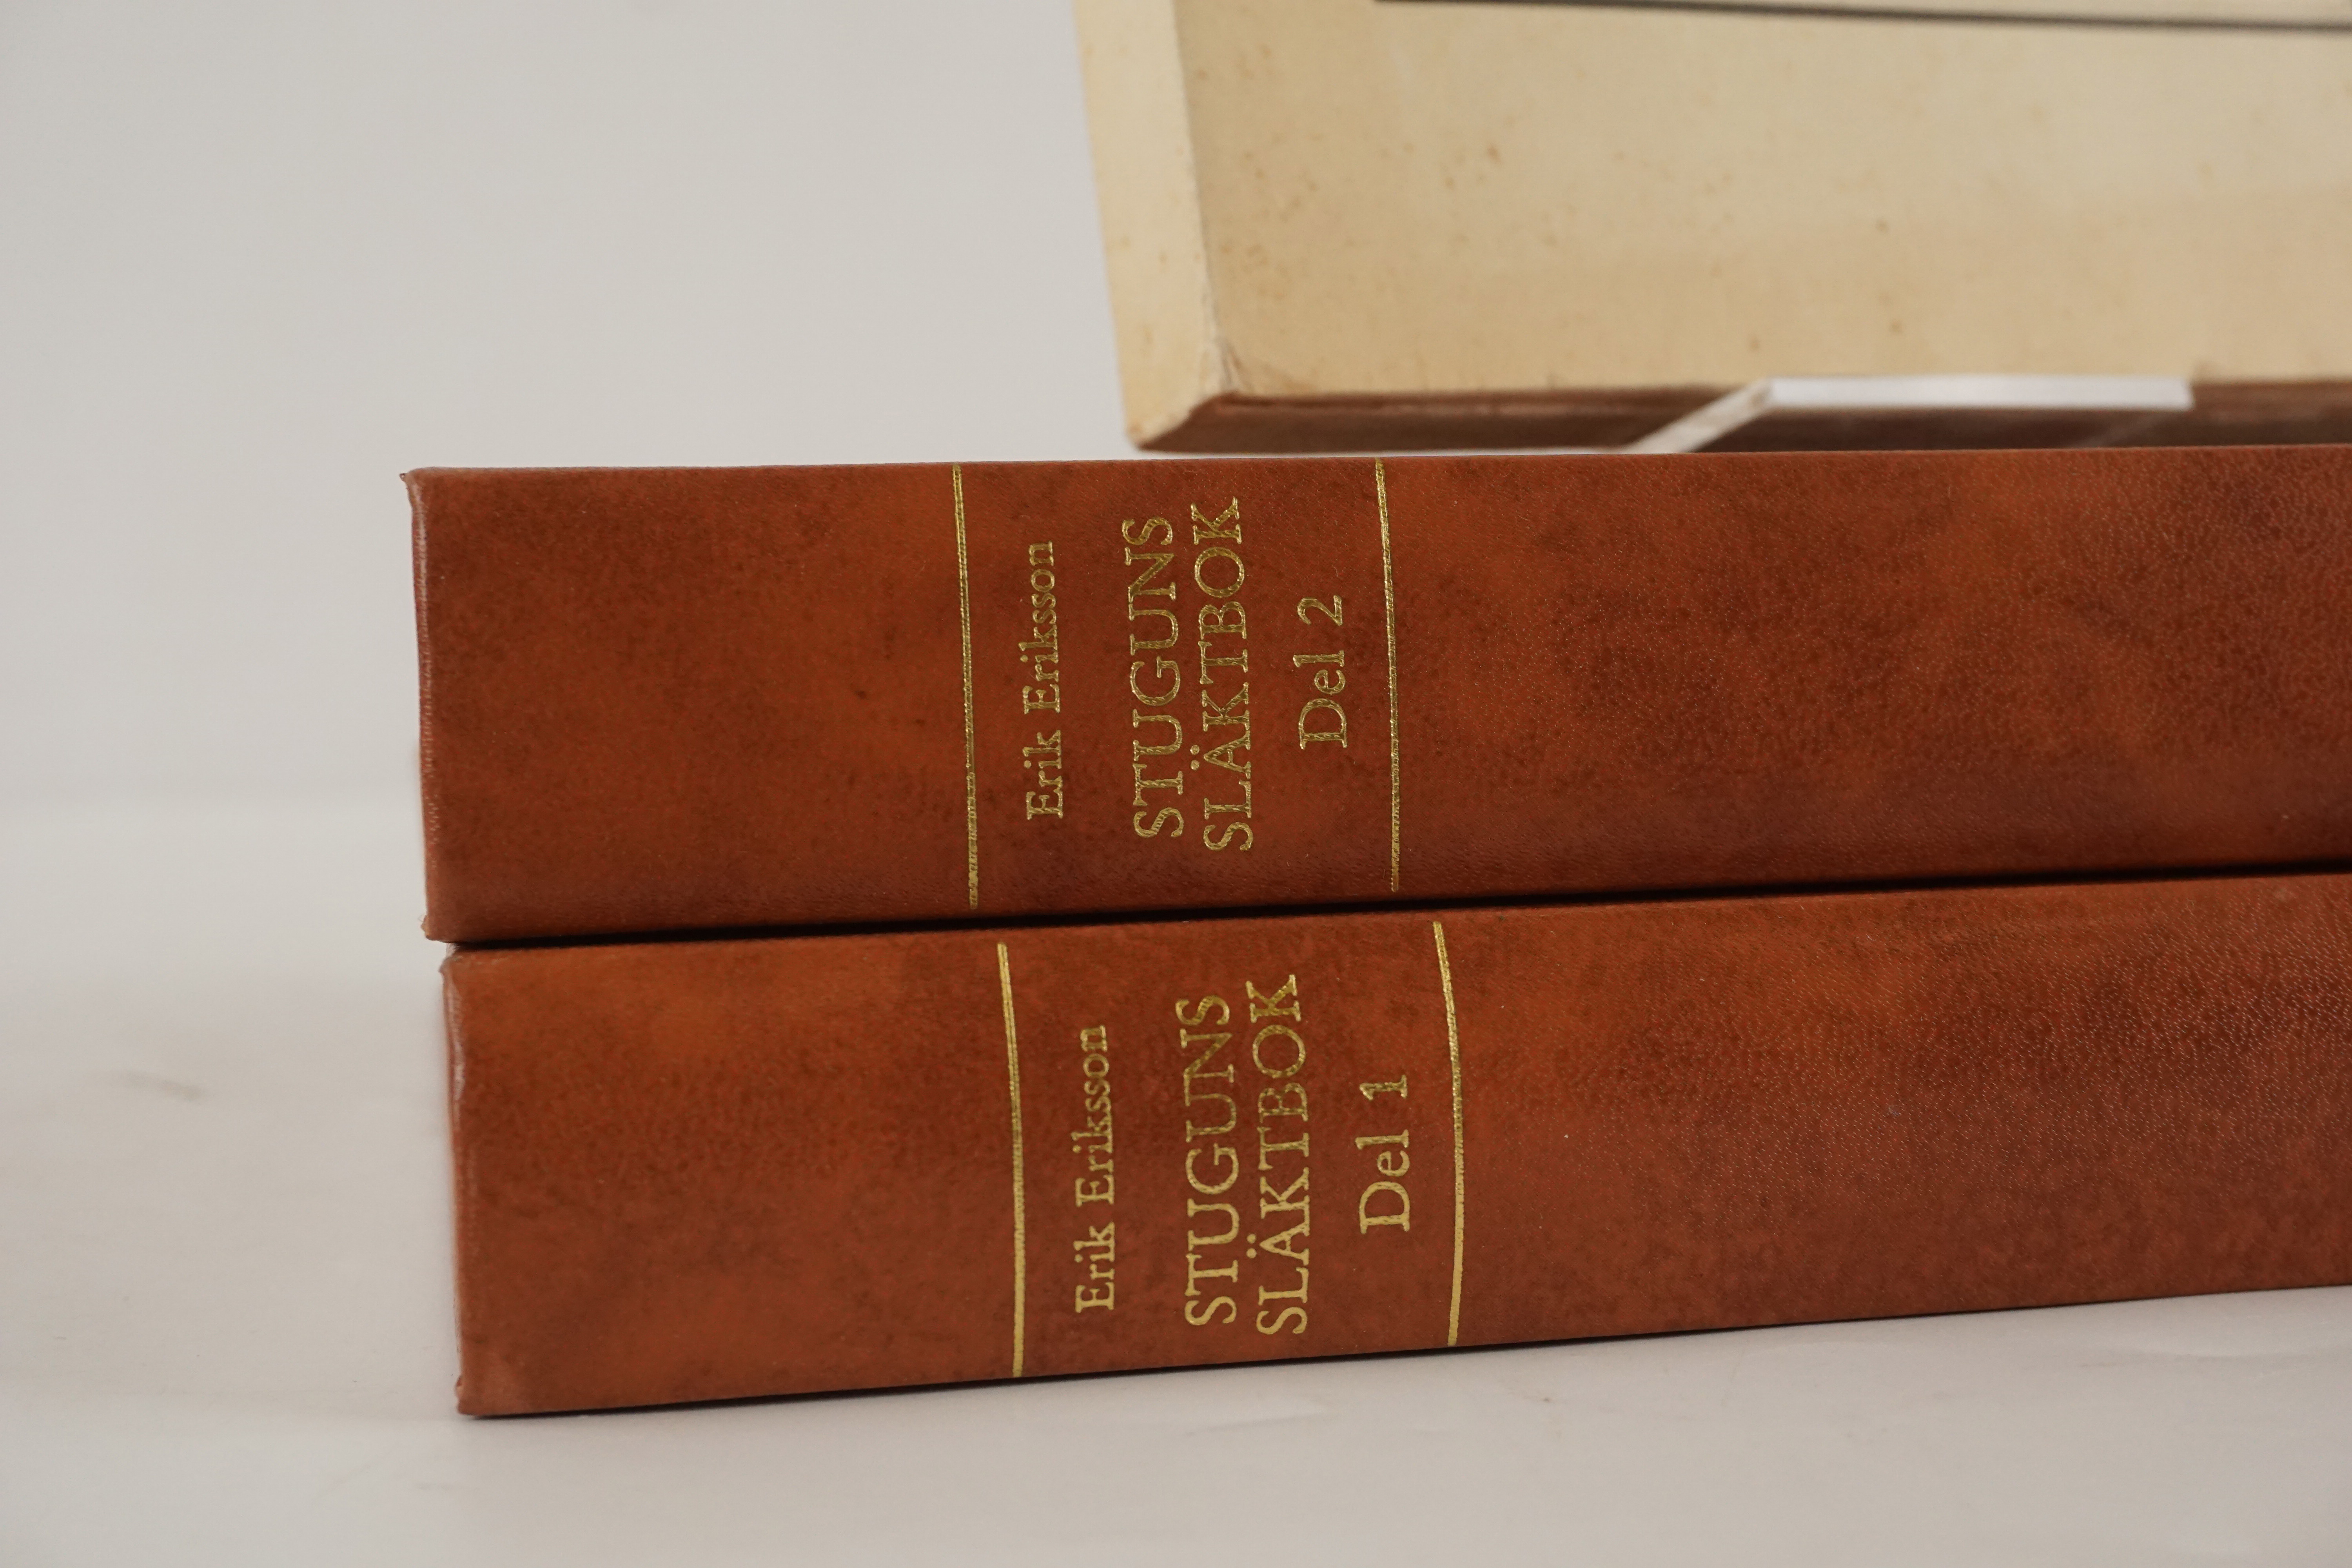 Erik Eriksson
STUGUNS
SLÄKTBOK
Del 2
Erik Eriksson
STUGUNS
SLÄKTBOK
Del 1